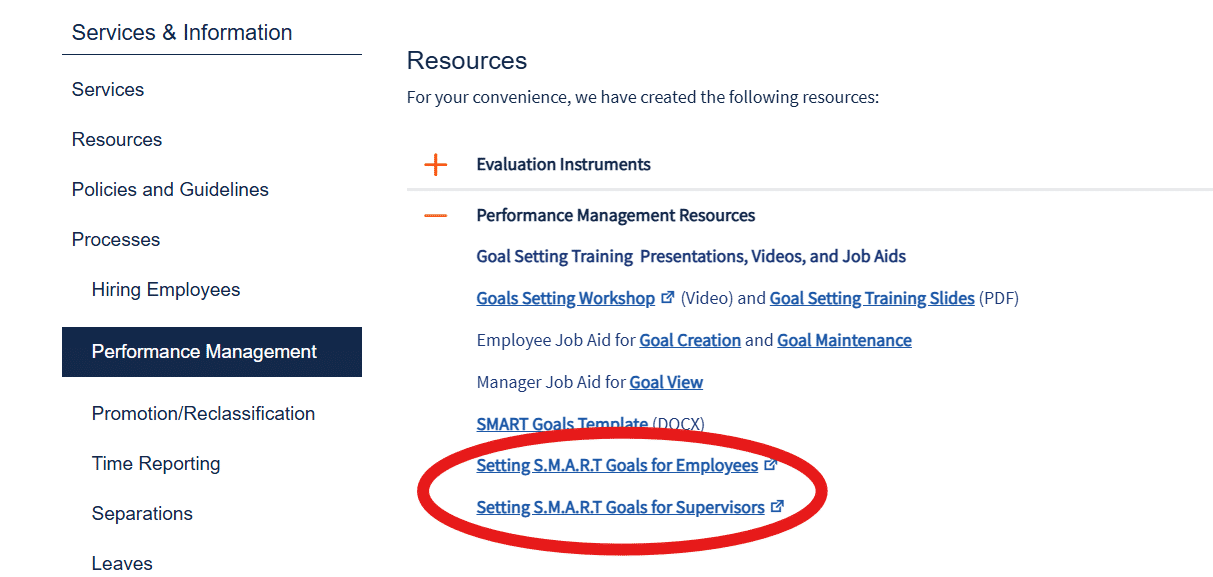 Services & Information
Services
Resources
Policies and Guidelines
Processes
Hiring Employees
Performance Management
Promotion/Reclassification
Time Reporting
Separations
Leaves
Resources
For your convenience, we have created the following resources:
Evaluation Instruments
Performance Management Resources
Goal Setting Training  Presentations, Videos, and Job Aids
Goals Setting Workshop (Video) and Goal Setting Training Slides (PDF)
Employee Job Aid for Goal Creation and Goal Maintenance
Manager Job Aid for Goal View
SMART Goals Template (DOCX)
Setting S.M.A.R.T Goals for Employees
Setting S.M.A.R.T Goals for Supervisors